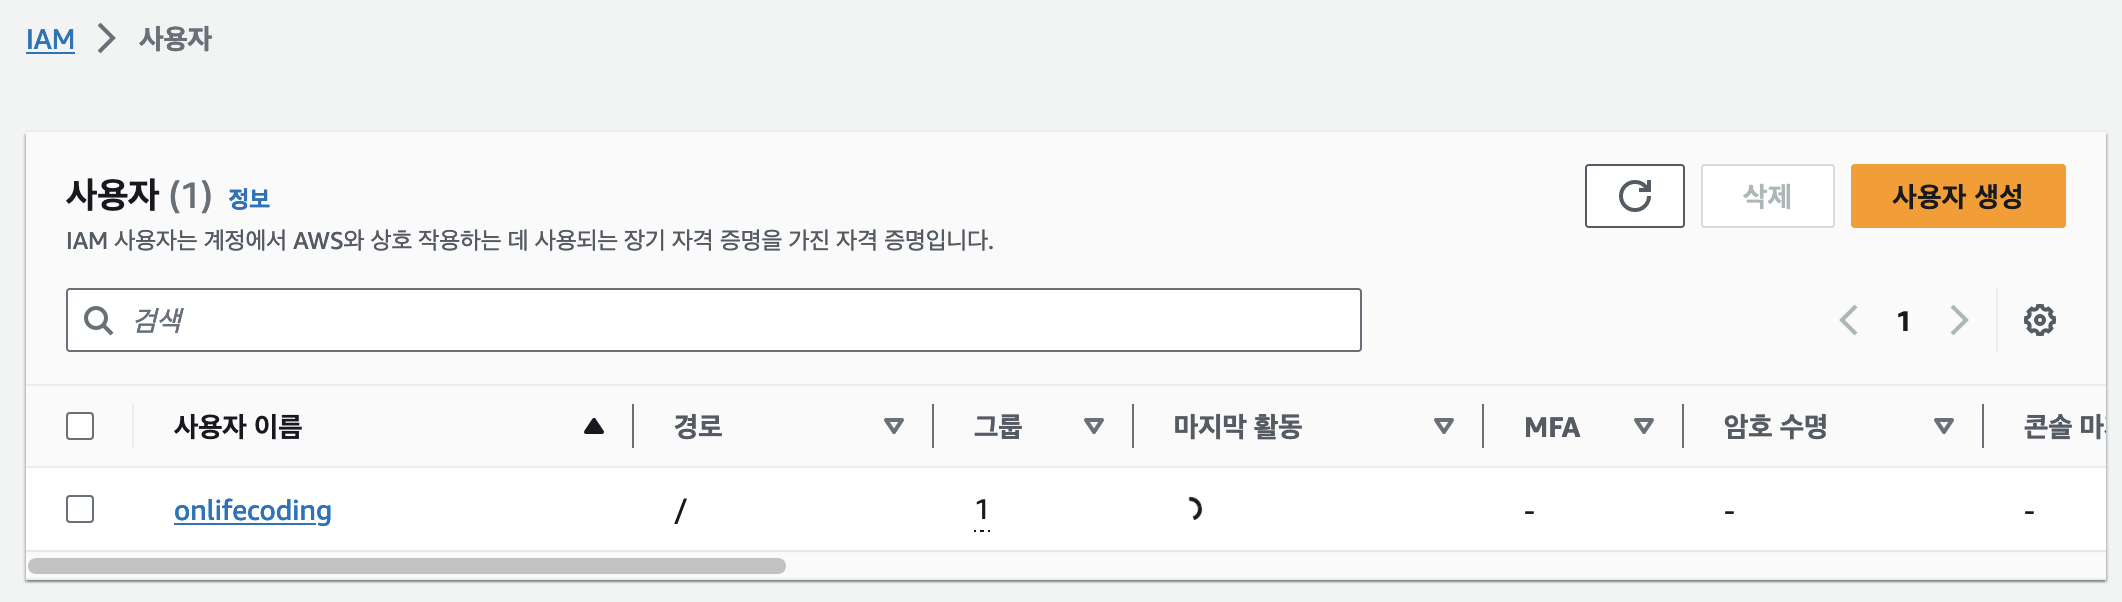 IAM > 사용자
사용자 (1) 정보
삭제
사용자 생성
IAM 사용자는 계정에서 AWS와 상호 작용하는 데 사용되는 장기 자격 증명을 가진 자격 증명입니다.
검색
1
사용자 이름 경로 그룹 마지막 활동 MFA 암호 수명 콘솔
onlifecoding / 1 - - -